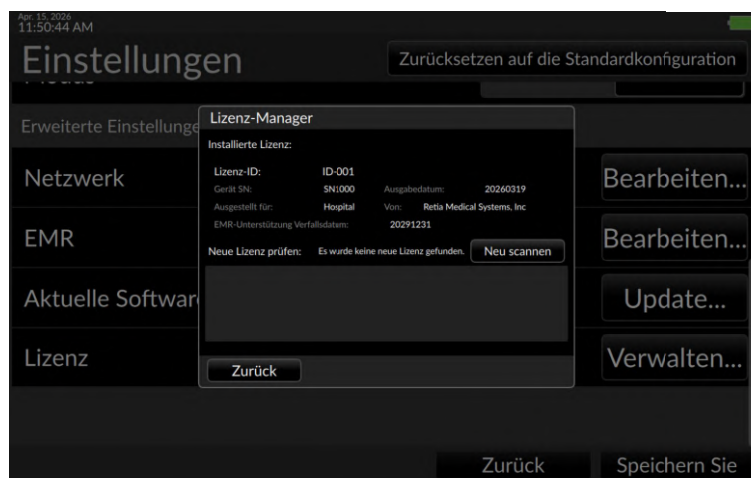 Apr. 15, 2026
11:50:44 AM
Einstellungen
Zurücksetzen auf die Standardkonfiguration
Erweiterte Einstellunge
Lizenz-Manager
Installierte Lizenz:
Lizenz-ID: ID-001
Gerät SN: SN1000 Ausgabedatum: 20260319
Ausgestellt für: Hospital Von: Retia Medical Systems, Inc
EMR-Unterstützung Verfallsdatum: 20291231
Neue Lizenz prüfen: Es wurde keine neue Lizenz gefunden. Neu scannen
Netzwerk Bearbeiten...
EMR Bearbeiten...
Aktuelle Softwar Update...
Lizenz Verwalten...
Zurück
Zurück Speichern Sie